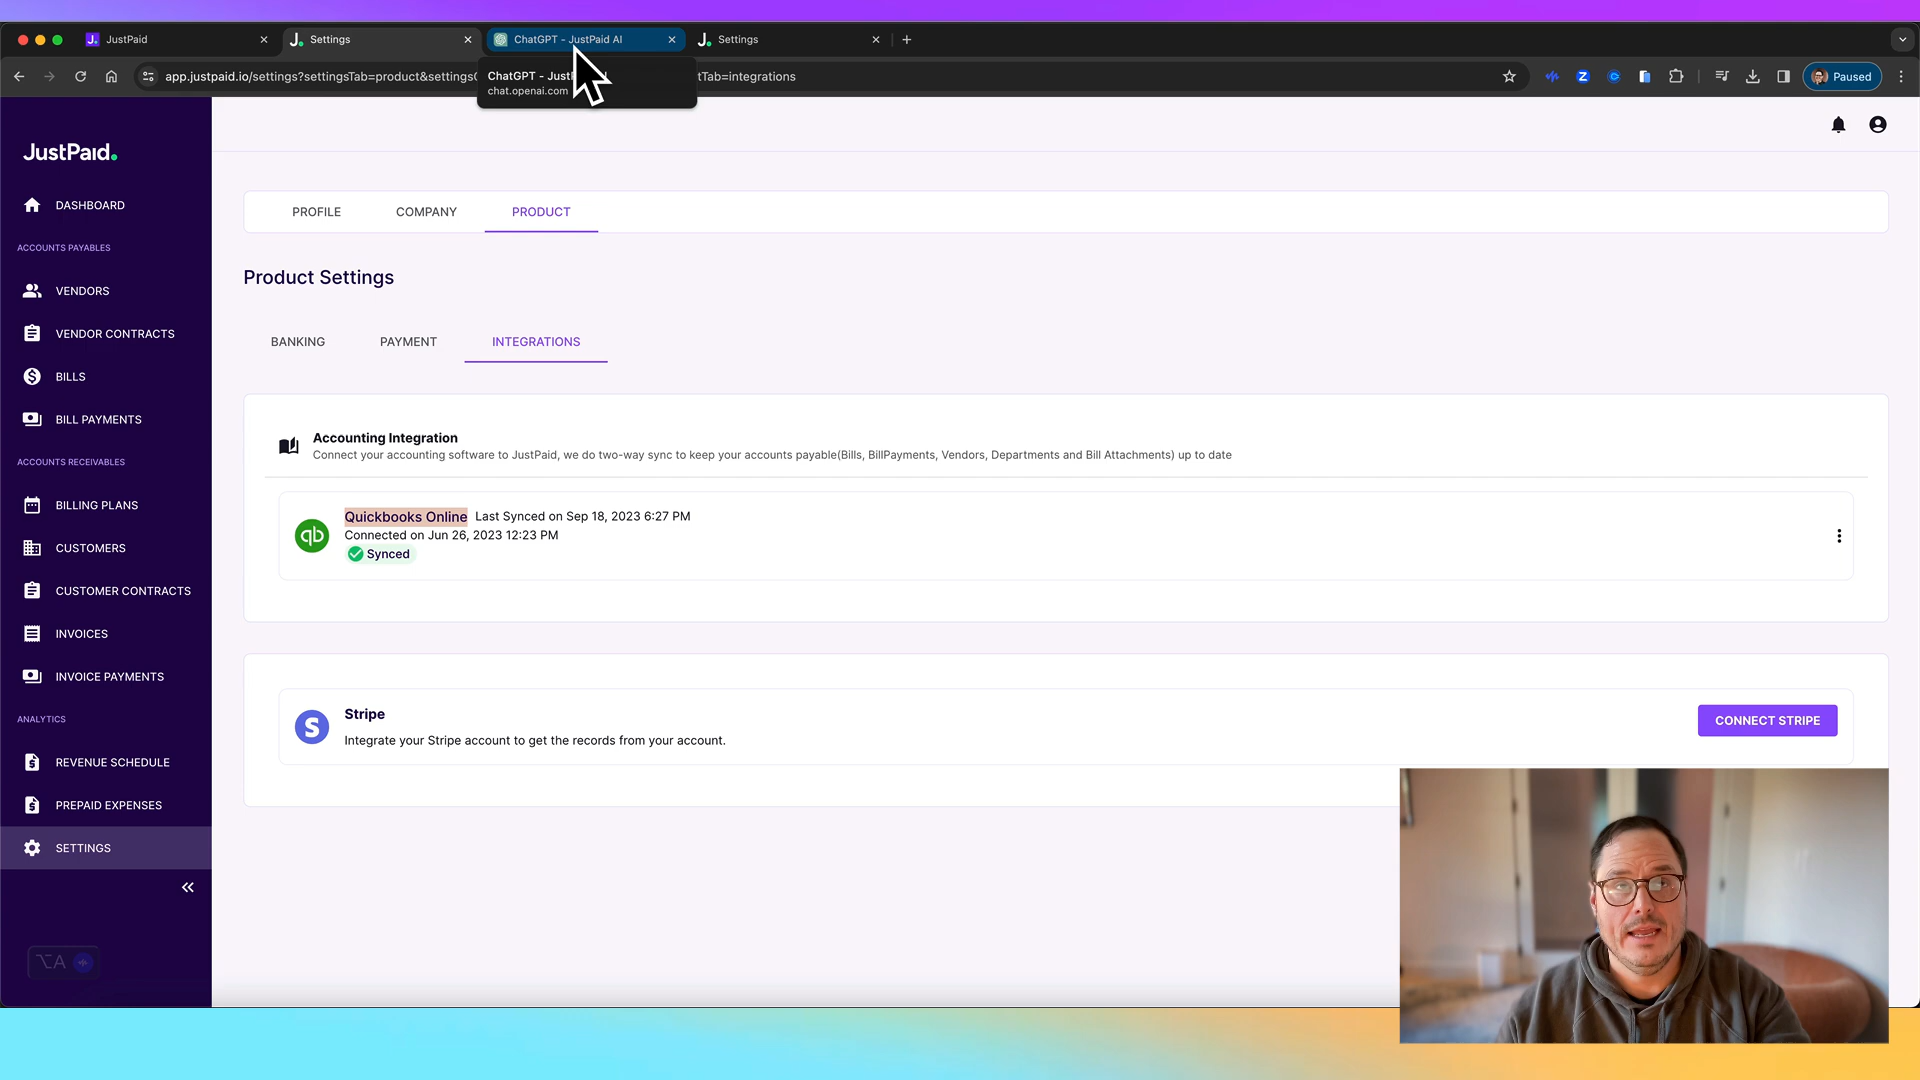 JustPaid
Settings
ChatGPT - JustPaid AI
Settings
app.justpaid.io/settings?settingsTab=product&settings
tTab=integrations
Paused
ChatGPT - Just
chat.openai.com
JustPaid.
DASHBOARD
ACCOUNTS PAYABLES
VENDORS
VENDOR CONTRACTS
BILLS
BILL PAYMENTS
ACCOUNTS RECEIVABLES
BILLING PLANS
CUSTOMERS
CUSTOMER CONTRACTS
INVOICES
INVOICE PAYMENTS
ANALYTICS
REVENUE SCHEDULE
PREPAID EXPENSES
SETTINGS
⌥A
PROFILE
COMPANY
PRODUCT
Product Settings
BANKING
PAYMENT
INTEGRATIONS
Accounting Integration
Connect your accounting software to JustPaid, we do two-way sync to keep your accounts payable(Bills, BillPayments, Vendors, Departments and Bill Attachments) up to date
qb
Quickbooks Online Last Synced on Sep 18, 2023 6:27 PM
Connected on Jun 26, 2023 12:23 PM
Synced
S
Stripe
Integrate your Stripe account to get the records from your account.
CONNECT STRIPE